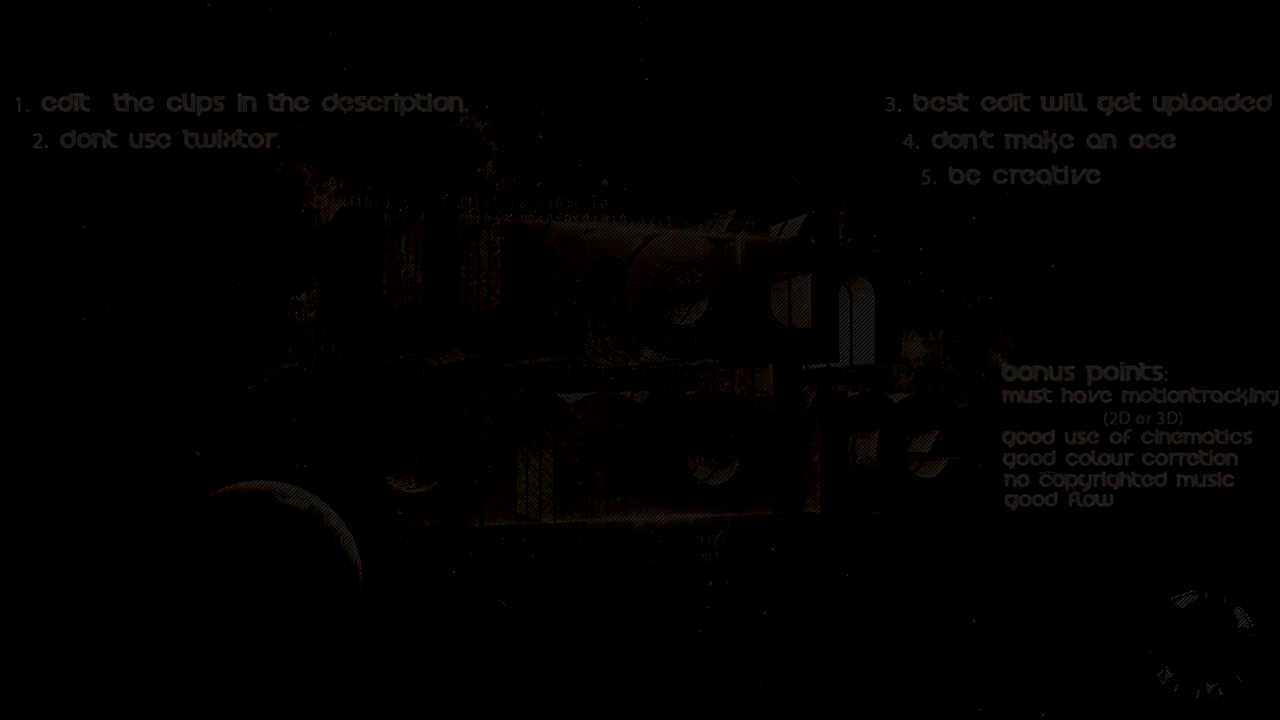 1. edit the clips in the description.
2. dont use twixtor.
3. best edit will get uploaded
4. don't make an occ
5. be creative
bonus points:
must have motiontracking
(2D or 3D)
good use of cinematics
good colour corretion
no copyrighted music
good flow